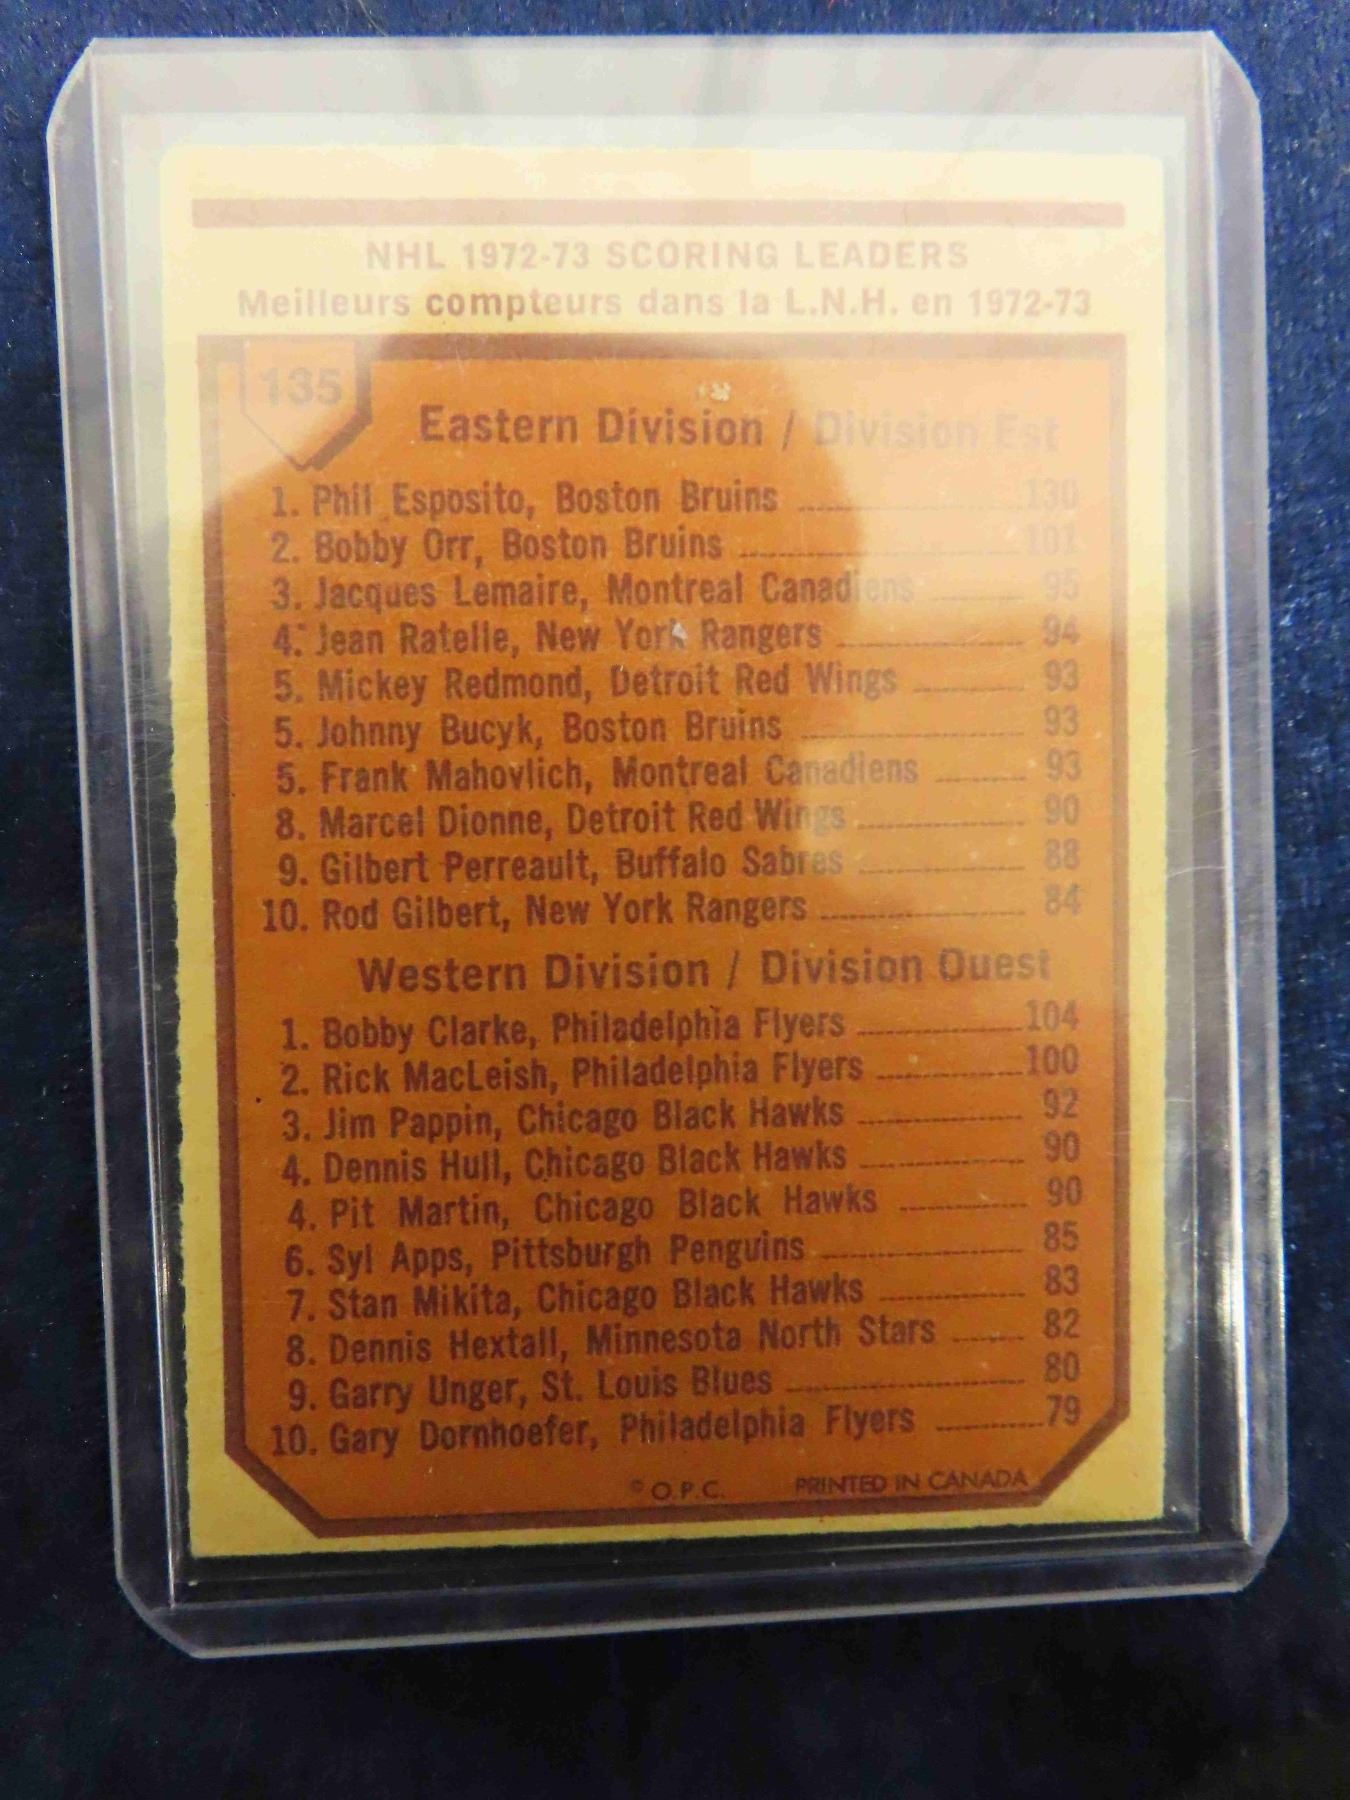 NHL 1972-73 SCORING LEADERS
Meilleurs compteurs dans la L.N.H. en 1972-73
135
Eastern Division / Division Est
1. Phil Esposito, Boston Bruins 130
2. Bobby Orr, Boston Bruins 101
3. Jacques Lemaire, Montreal Canadiens 95
4. Jean Ratelle, New York Rangers 94
5. Mickey Redmond, Detroit Red Wings 93
5. Johnny Bucyk, Boston Bruins 93
5. Frank Mahovlich, Montreal Canadiens 93
8. Marcel Dionne, Detroit Red Wings 90
9. Gilbert Perreault, Buffalo Sabres 88
10. Rod Gilbert, New York Rangers 84
Western Division / Division Ouest
1. Bobby Clarke, Philadelphia Flyers 104
2. Rick MacLeish, Philadelphia Flyers 100
3. Jim Pappin, Chicago Black Hawks 92
4. Dennis Hull, Chicago Black Hawks 90
4. Pit Martin, Chicago Black Hawks 90
6. Syl Apps, Pittsburgh Penguins 85
7. Stan Mikita, Chicago Black Hawks 83
8. Dennis Hextall, Minnesota North Stars 82
9. Garry Unger, St. Louis Blues 80
10. Gary Dornhoefer, Philadelphia Flyers 79
© O.P.C. PRINTED IN CANADA